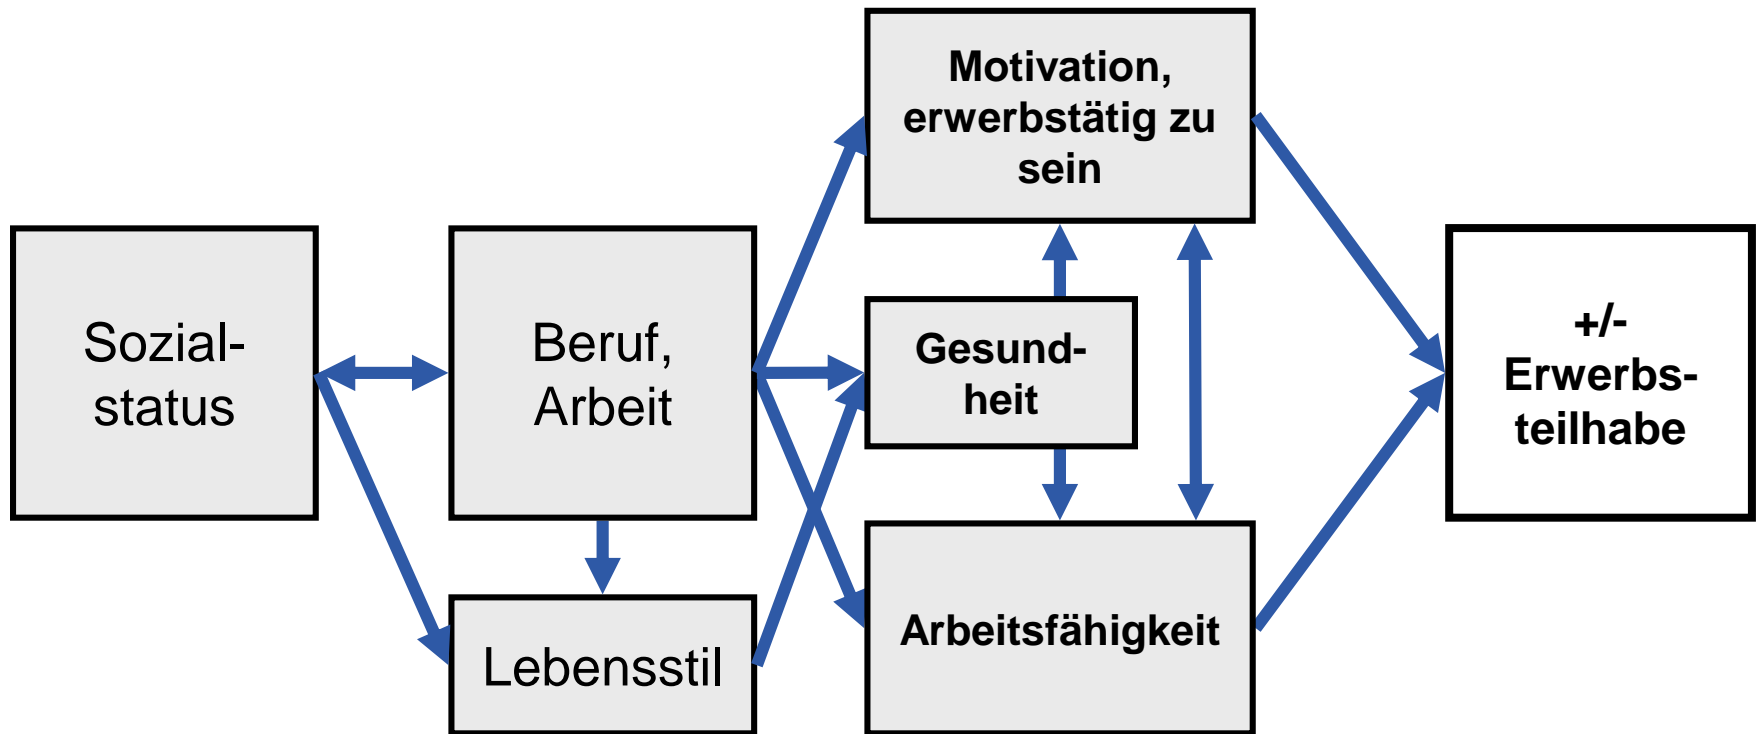 Sozial-
status
Beruf,
Arbeit
Lebensstil
Motivation,
erwerbstätig zu
sein
Gesund-
heit
Arbeitsfähigkeit
+/-
Erwerbs-
teilhabe